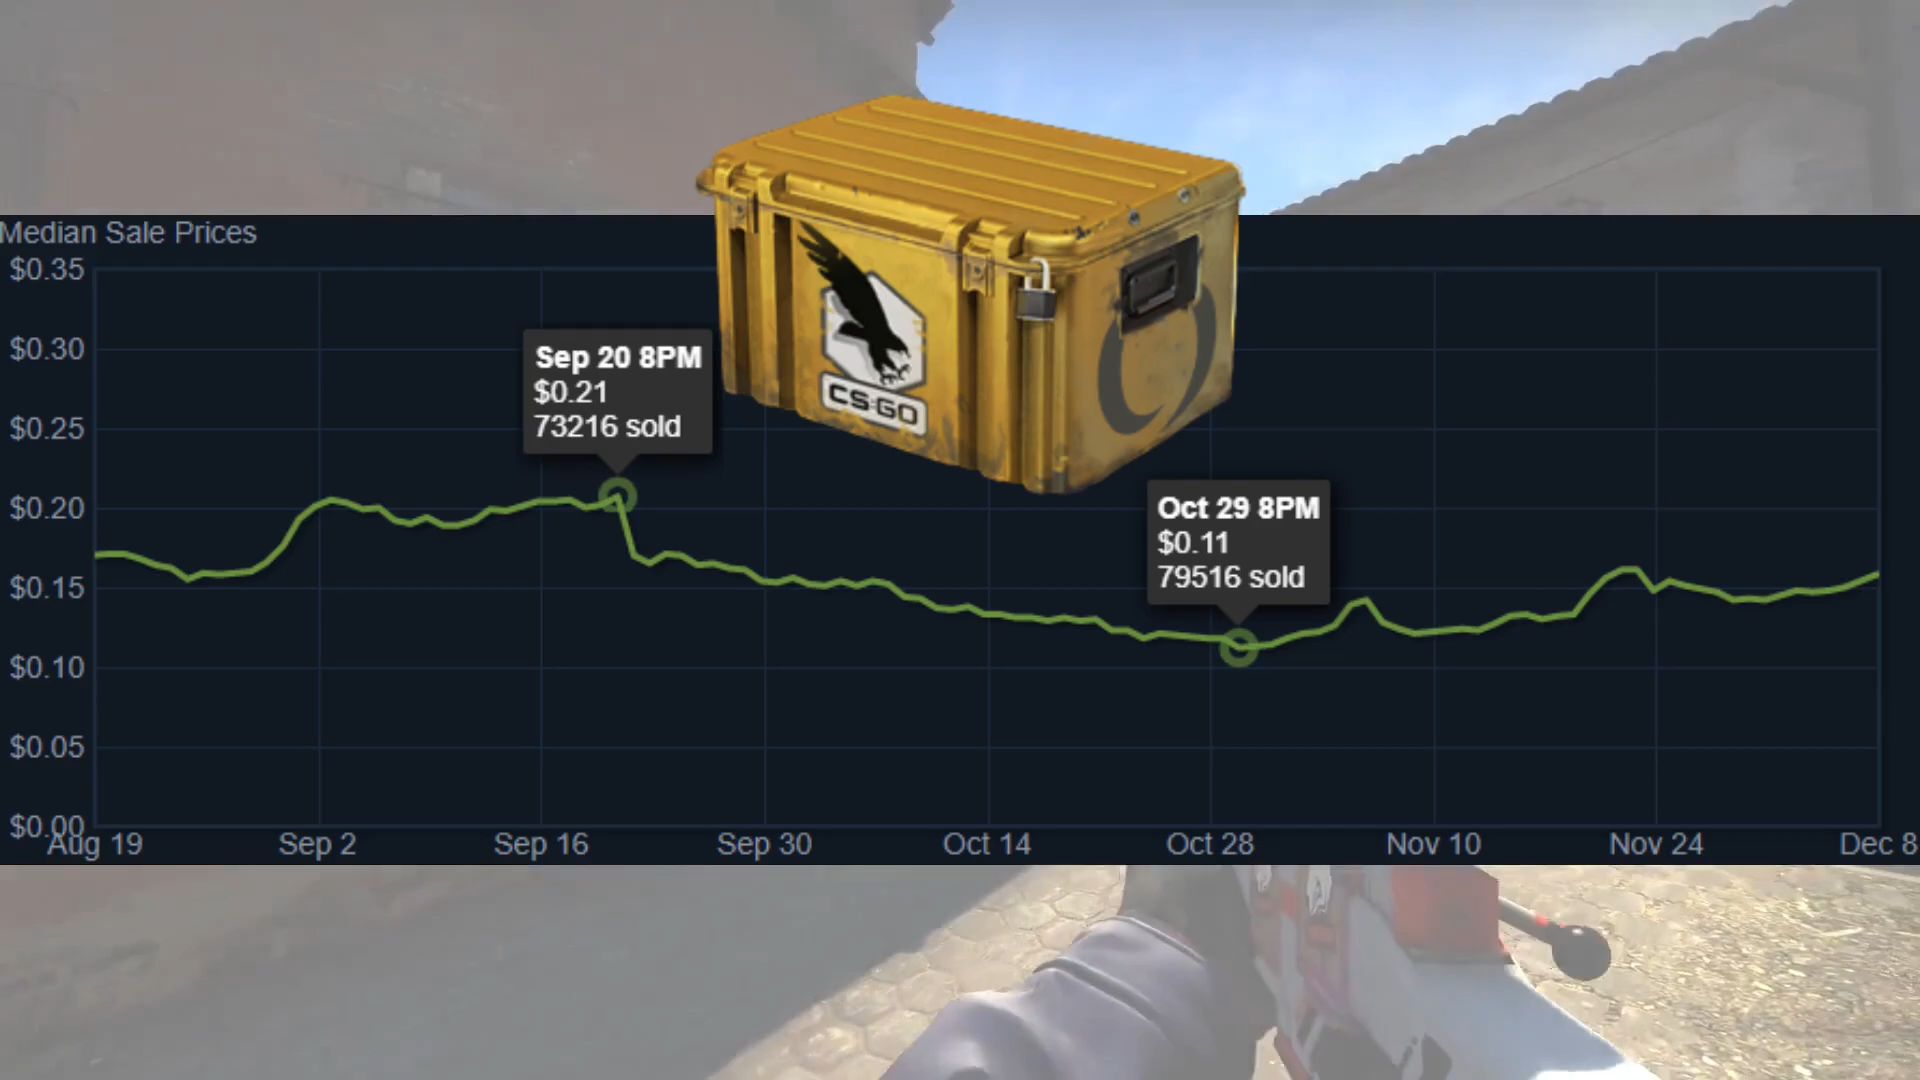 Median Sale Prices
$0.35
$0.30
$0.25
$0.20
$0.15
$0.10
$0.05
$0.00
Sep 20 8PM
$0.21
73216 sold
CS:GO
Oct 29 8PM
$0.11
79516 sold
Aug 19
Sep 2
Sep 16
Sep 30
Oct 14
Oct 28
Nov 10
Nov 24
Dec 8